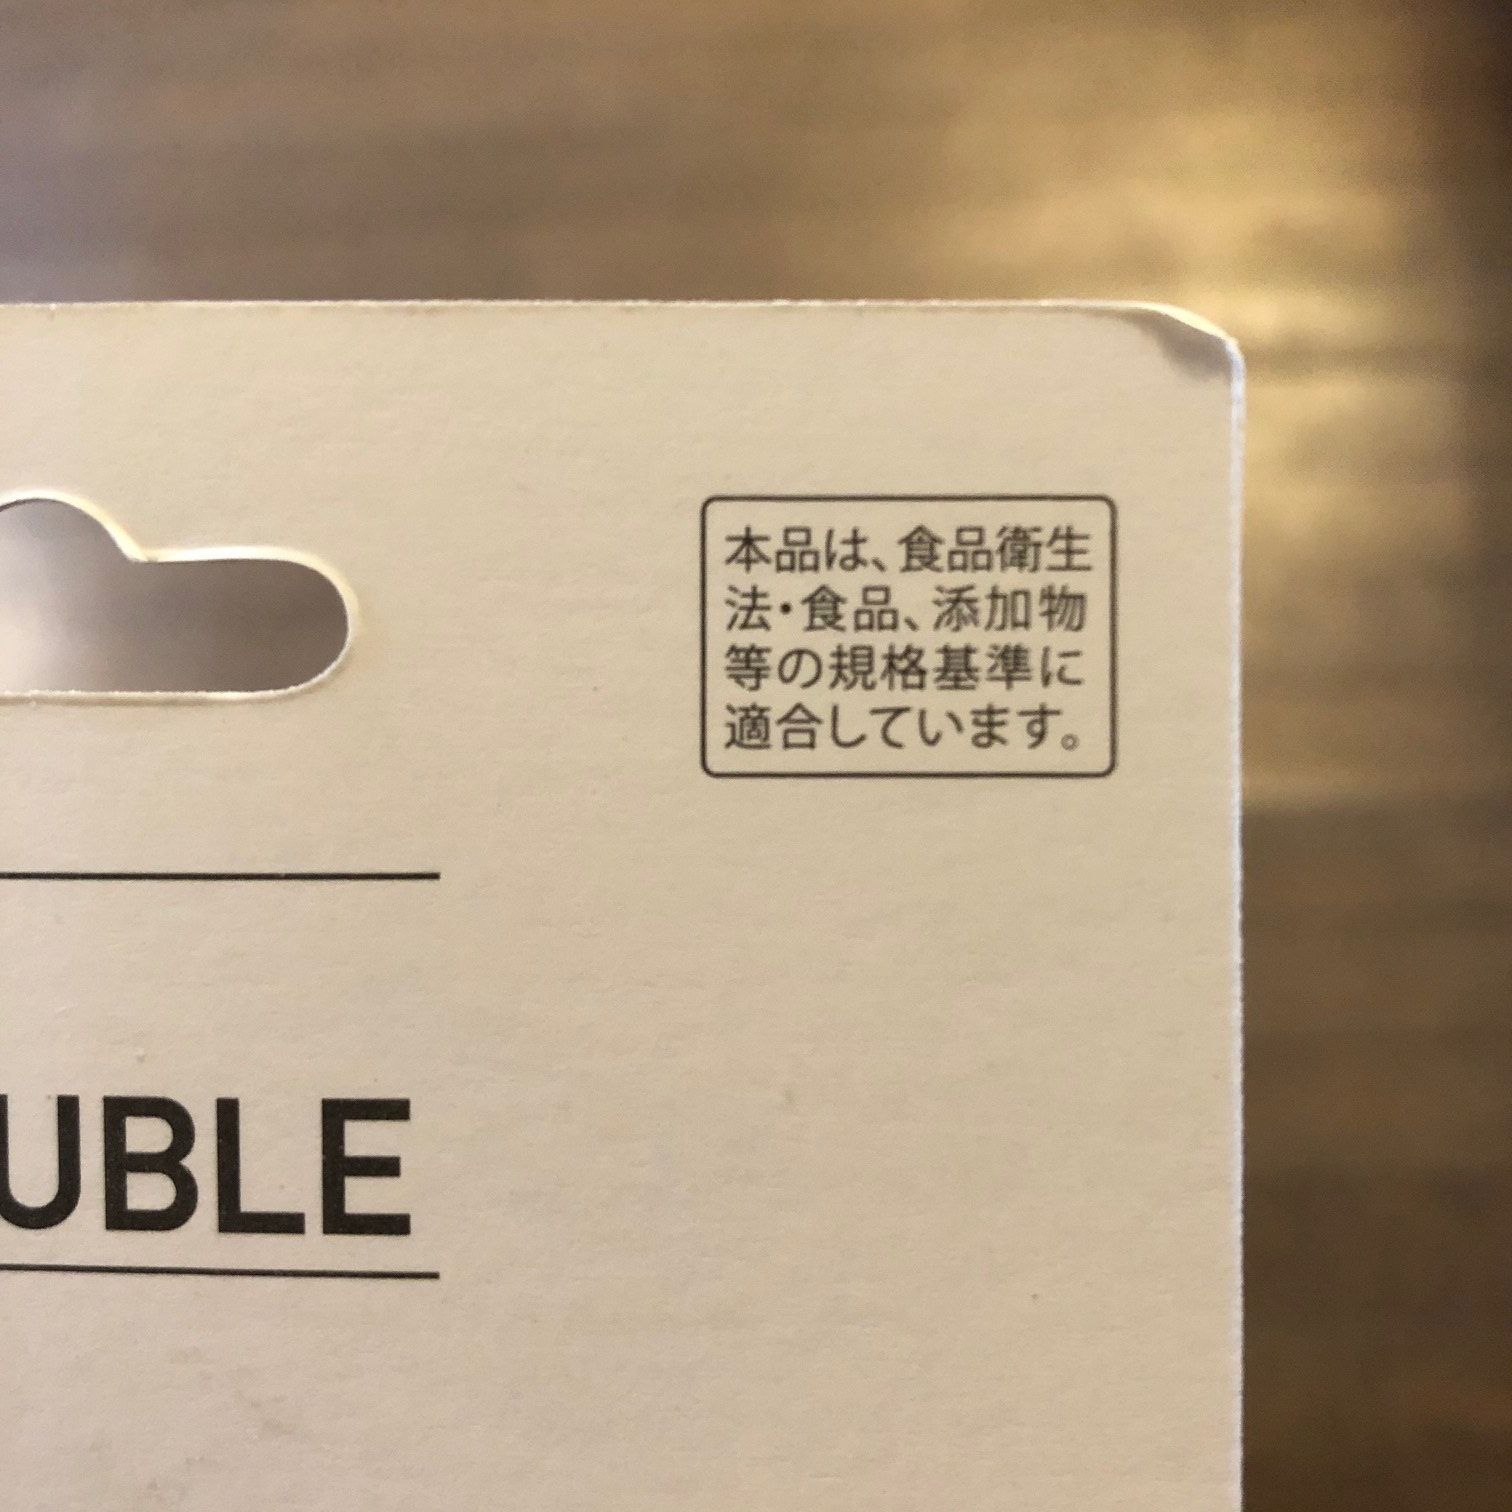 本品は、食品衛生
法・食品、添加物
等の規格基準に
適合しています。
UBLE